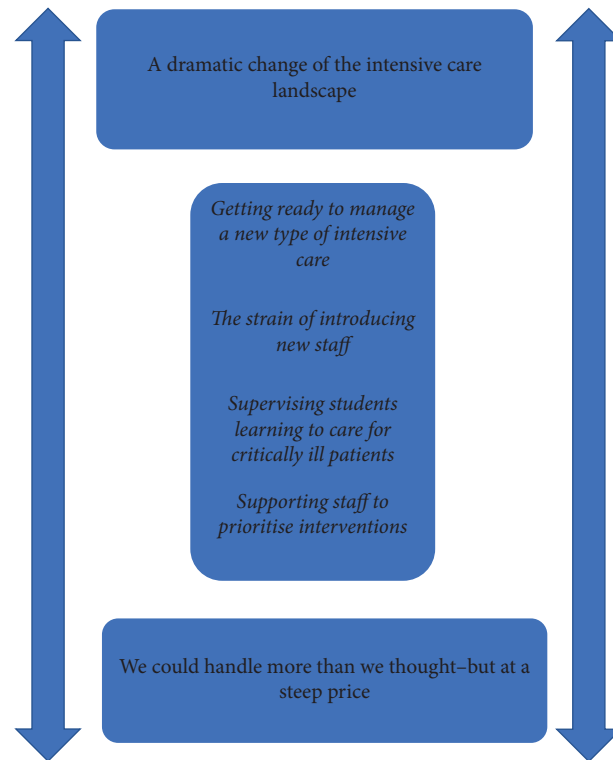 A dramatic change of the intensive care
landscape
Getting ready to manage
a new type of intensive
care
The strain of introducing
new staff
Supervising students
learning to care for
critically ill patients
Supporting staff to
prioritise interventions
We could handle more than we thought–but at a
steep price